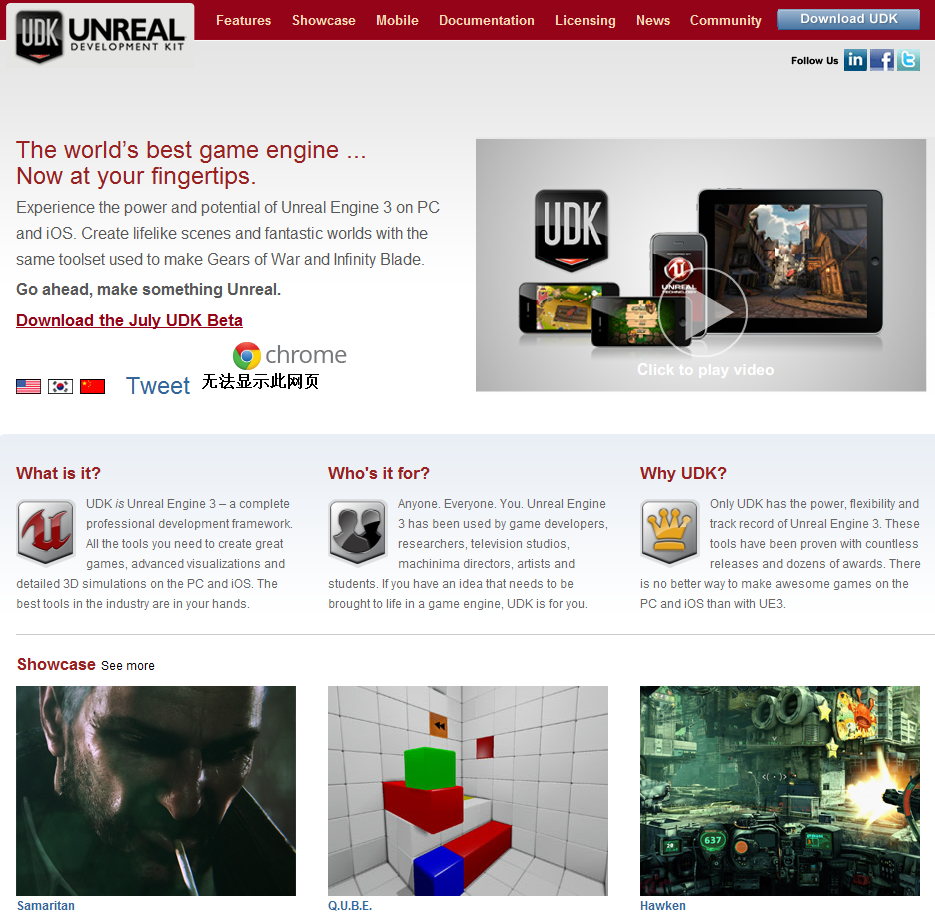 UDK UNREAL
DEVELOPMENT KIT
Features Showcase Mobile Documentation Licensing News Community Download UDK
Follow Us in f t
The world’s best game engine ...
Now at your fingertips.
Experience the power and potential of Unreal Engine 3 on PC
and iOS. Create lifelike scenes and fantastic worlds with the
same toolset used to make Gears of War and Infinity Blade.
Go ahead, make something Unreal.
Download the July UDK Beta
chrome
无法显示此网页
Tweet
UDK
UNREAL
TECHNOLOGY
Click to play video
What is it?
UDK is Unreal Engine 3 – a complete
professional development framework.
All the tools you need to create great
games, advanced visualizations and
detailed 3D simulations on the PC and iOS. The
best tools in the industry are in your hands.
Who's it for?
Anyone. Everyone. You. Unreal Engine
3 has been used by game developers,
researchers, television studios,
machinima directors, artists and
students. If you have an idea that needs to be
brought to life in a game engine, UDK is for you.
Why UDK?
Only UDK has the power, flexibility and
track record of Unreal Engine 3. These
tools have been proven with countless
releases and dozens of awards. There
is no better way to make awesome games on the
PC and iOS than with UE3.
Showcase See more
637
Samaritan
Q.U.B.E.
Hawken